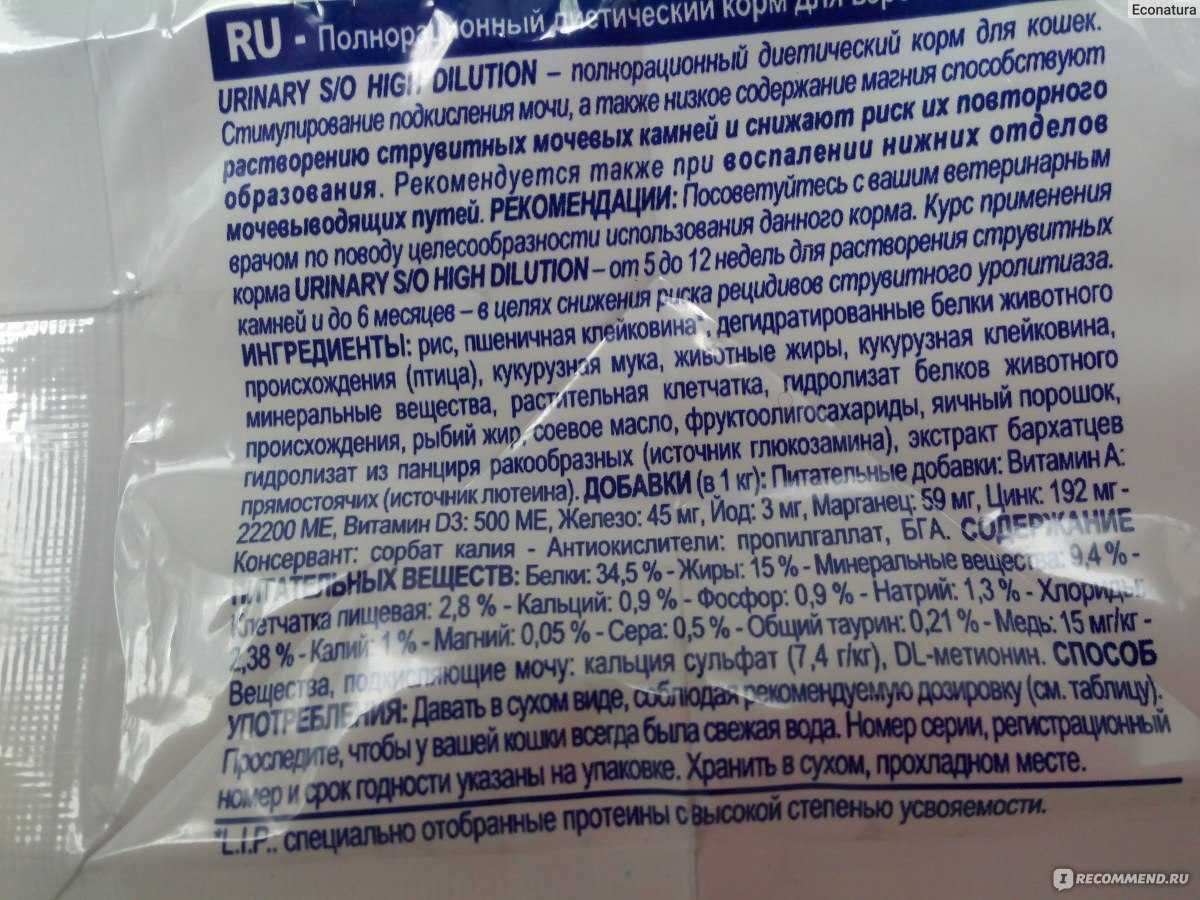 Econatura
RU - Полнорационный диетический корм для
URINARY S/O HIGH DILUTION – полнорационный диетический корм для кошек.
Стимулирование подкисления мочи, а также низкое содержание магния способствуют
растворению струвитных мочевых камней и снижают риск их повторного
образования. Рекомендуется также при воспалении нижних отделов
мочевыводящих путей. РЕКОМЕНДАЦИИ: Посоветуйтесь с вашим ветеринарным
врачом по поводу целесообразности использования данного корма. Курс применения
корма URINARY S/O HIGH DILUTION – от 5 до 12 недель для растворения струвитных
камней и до 6 месяцев – в целях снижения риска рецидивов струвитного уролитиаза.
ИНГРЕДИЕНТЫ: рис, пшеничная клейковина*, дегидратированные белки животного
происхождения (птица), кукурузная мука, животные жиры, кукурузная клейковина,
минеральные вещества, растительная клетчатка, гидролизат белков животного
происхождения, рыбий жир, соевое масло, фруктоолигосахариды, яичный порошок,
гидролизат из панциря ракообразных (источник глюкозамина), экстракт бархатцев
прямостоячих (источник лютеина). ДОБАВКИ (в 1 кг): Питательные добавки: Витамин А:
22200 МЕ, Витамин D3: 500 МЕ, Железо: 45 мг, Йод: 3 мг, Марганец: 59 мг, Цинк: 192 мг -
Консервант: сорбат калия - Антиокислители: пропилгаллат, БГА. СОДЕРЖАНИЕ
ПИТАТЕЛЬНЫХ ВЕЩЕСТВ: Белки: 34,5 % - Жиры: 15 % - Минеральные вещества: 9,4 % -
Клетчатка пищевая: 2,8 % - Кальций: 0,9 % - Фосфор: 0,9 % - Натрий: 1,3 % - Хлориды:
2,38 % - Калий: 1 % - Магний: 0,05 % - Сера: 0,5 % - Общий таурин: 0,21 % - Медь: 15 мг/кг -
Вещества, подкисляющие мочу: кальция сульфат (7,4 г/кг), DL-метионин. СПОСОБ
УПОТРЕБЛЕНИЯ: Давать в сухом виде, соблюдая рекомендуемую дозировку (см. таблицу).
Проследите, чтобы у вашей кошки всегда была свежая вода. Номер серии, регистрационный
номер и срок годности указаны на упаковке. Хранить в сухом, прохладном месте.
*L.I.P.: специально отобранные протеины с высокой степенью усвояемости.
IRECOMMEND.RU